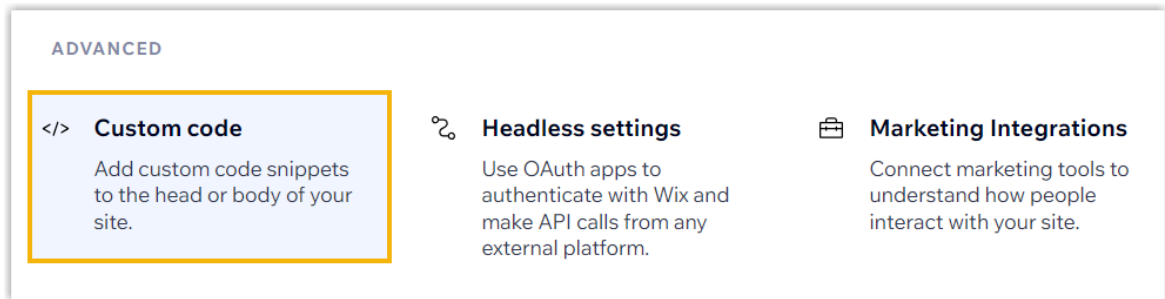 ADVANCED
</> Custom code
Add custom code snippets
to the head or body of your
site.
Headless settings
Use OAuth apps to
authenticate with Wix and
make API calls from any
external platform.
Marketing Integrations
Connect marketing tools to
understand how people
interact with your site.